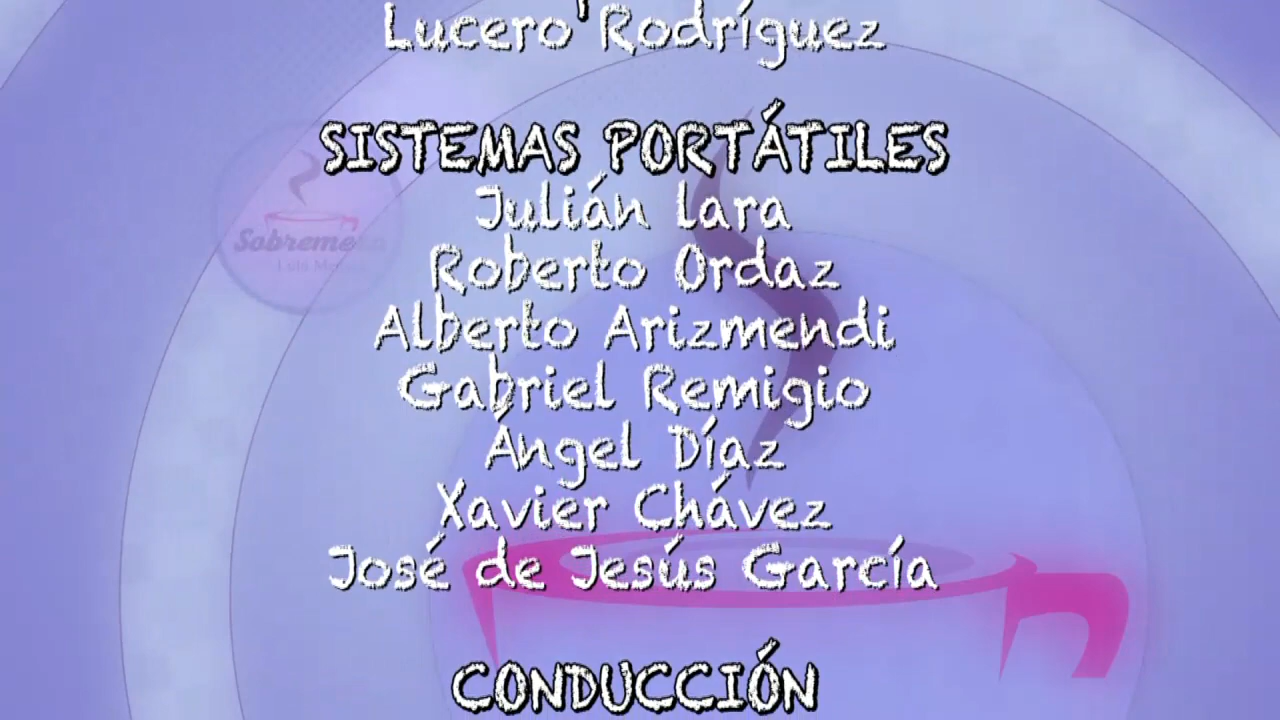 Lucero Rodríguez
SISTEMAS PORTÁTILES
Julián Lara
Roberto Ordaz
Alberto Arizmendi
Gabriel Remigio
Ángel Díaz
Xavier Chávez
José de Jesús García
CONDUCCIÓN
Sobremesa